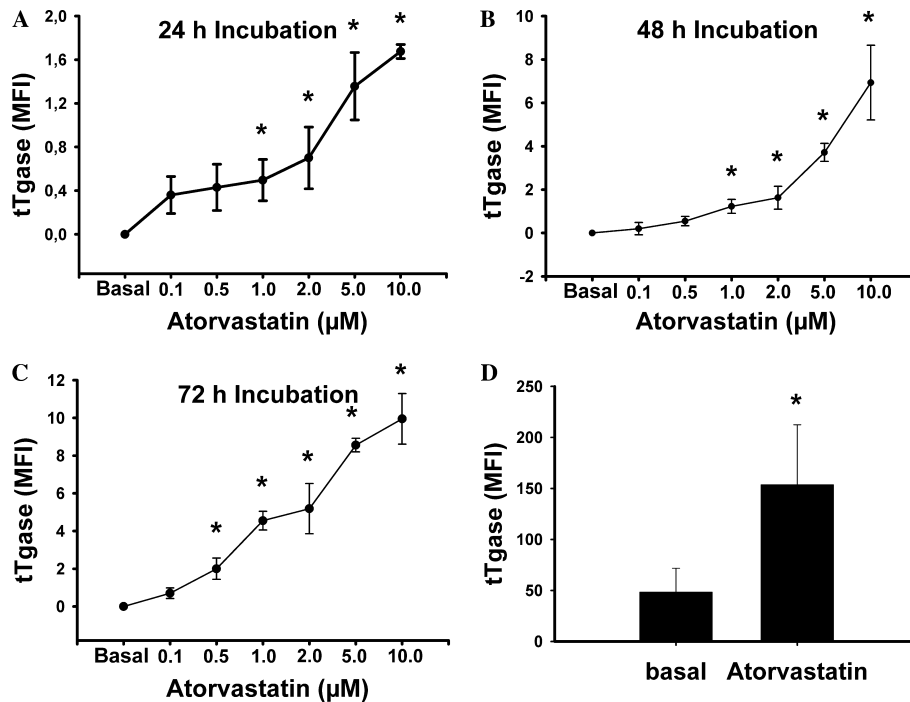 A
24 h Incubation
tTgase (MFI)
2,0
1,6
1,2
0,8
0,4
0,0
* * * *
Basal 0.1 0.5 1.0 2.0 5.0 10.0
Atorvastatin (µM)
B
48 h Incubation
tTgase (MFI)
10
8
6
4
2
0
-2
* * * *
Basal 0.1 0.5 1.0 2.0 5.0 10.0
Atorvastatin (µM)
C
72 h Incubation
tTgase (MFI)
12
10
8
6
4
2
0
* * * * *
Basal 0.1 0.5 1.0 2.0 5.0 10.0
Atorvastatin (µM)
D
tTgase (MFI)
250
200
150
100
50
0
*
basal Atorvastatin